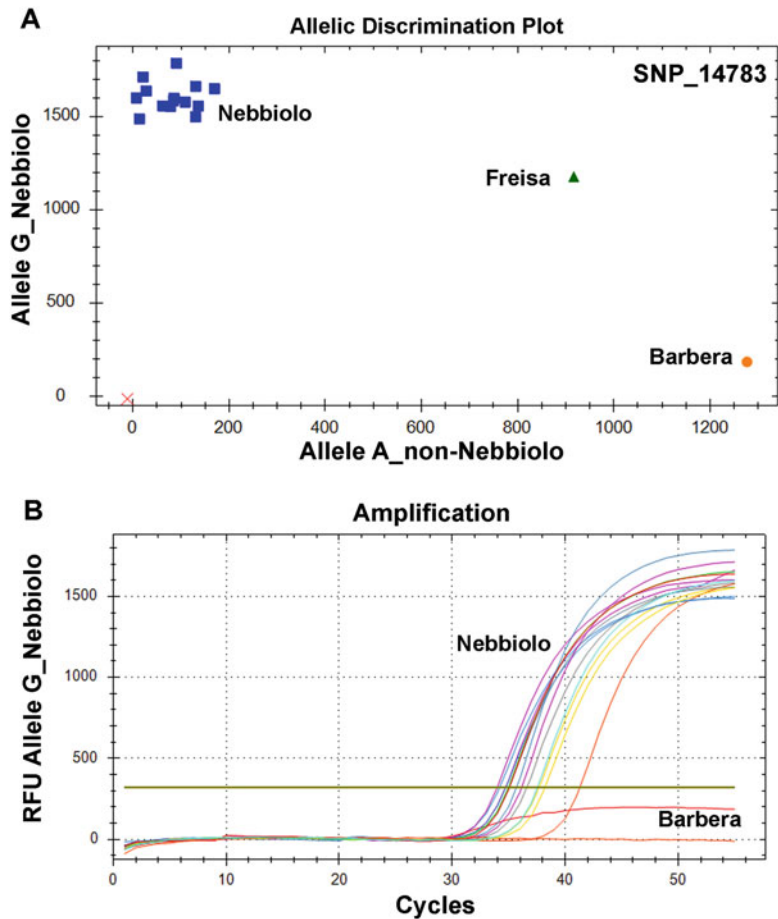 A
Allelic Discrimination Plot
SNP_14783
1500
Nebbiolo
Freisa
1000
Allele G_Nebbiolo
500
Barbera
0
0 200 400 600 800 1000 1200
Allele A_non-Nebbiolo
B
Amplification
1500
Nebbiolo
1000
RFU Allele G_Nebbiolo
500
Barbera
0
0 10 20 30 40 50
Cycles